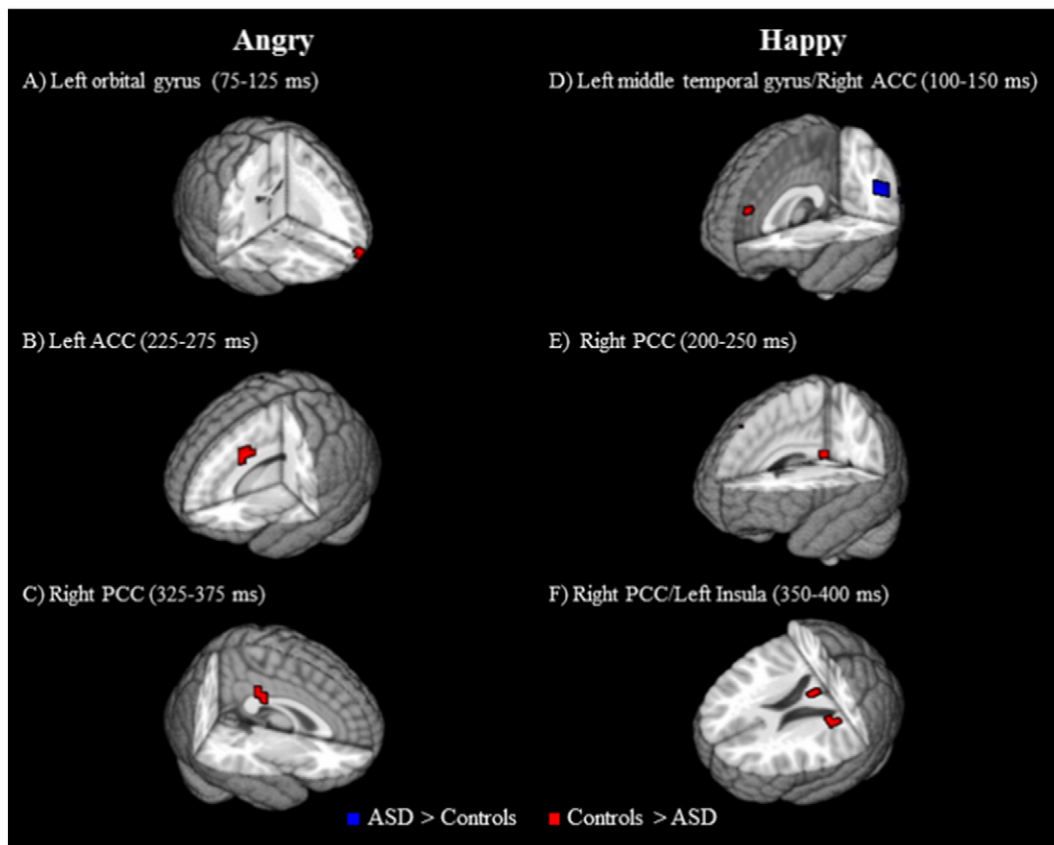 Angry
A) Left orbital gyrus (75-125 ms)
B) Left ACC (225-275 ms)
C) Right PCC (325-375 ms)
Happy
D) Left middle temporal gyrus/Right ACC (100-150 ms)
E) Right PCC (200-250 ms)
F) Right PCC/Left Insula (350-400 ms)
ASD > Controls
Controls > ASD